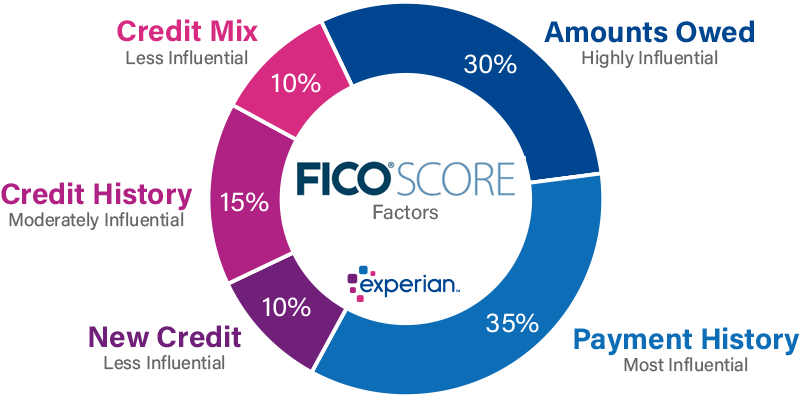 Credit Mix
Less Influential
10%
Amounts Owed
Highly Influential
30%
Credit History
Moderately Influential
15%
FICO® SCORE
Factors
experian™
New Credit
Less Influential
10%
35%
Payment History
Most Influential